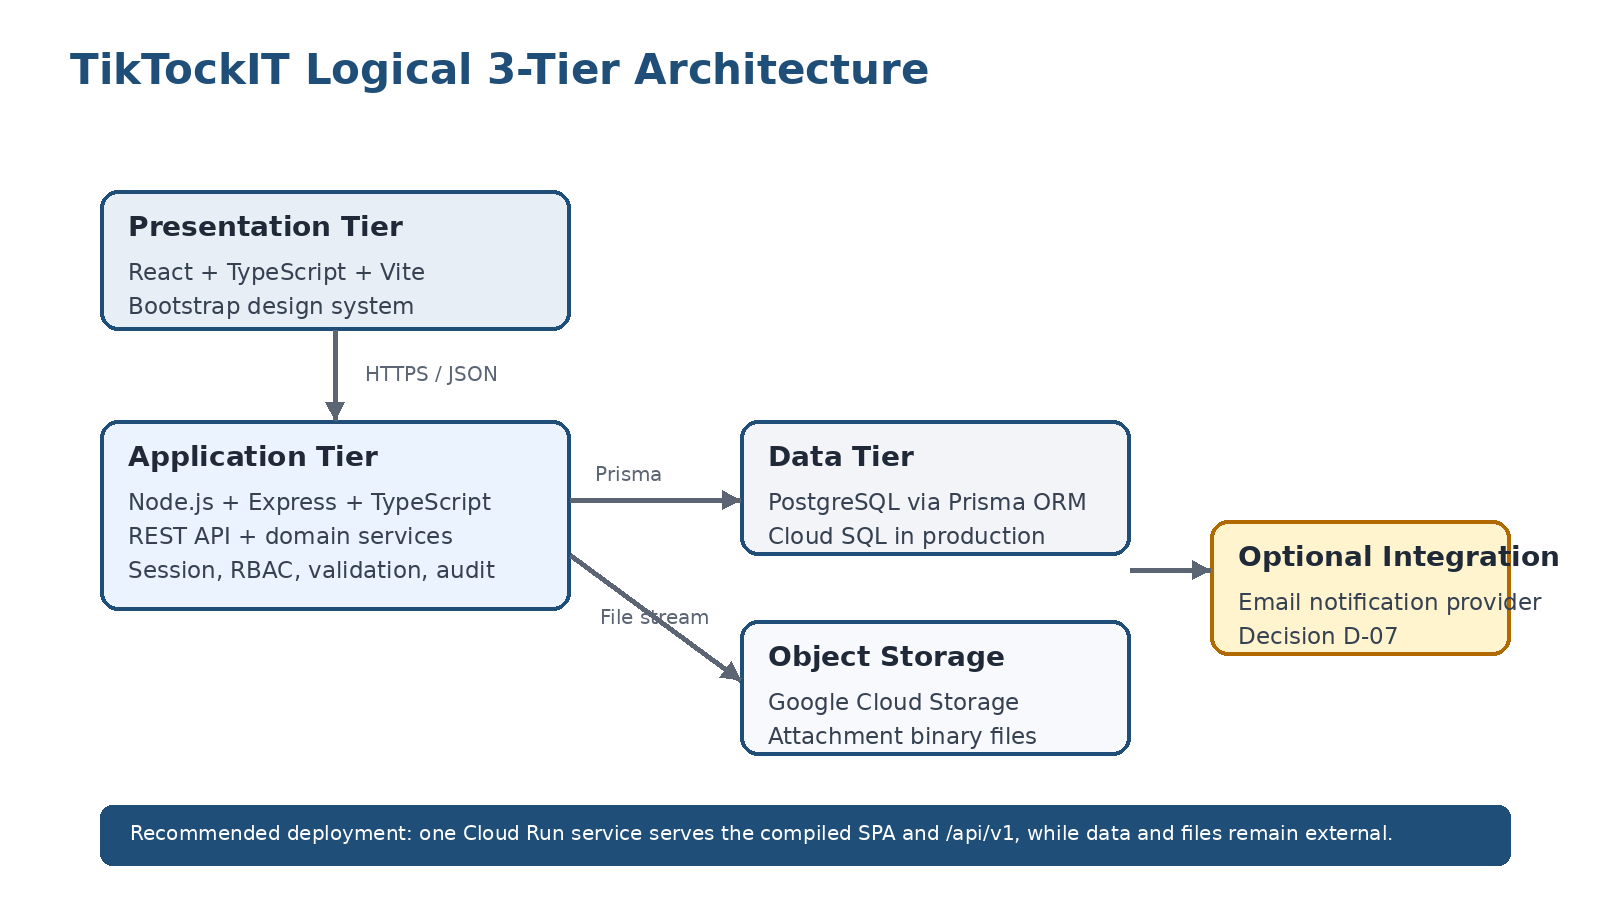 TikTockIT Logical 3-Tier Architecture
Presentation Tier
React + TypeScript + Vite
Bootstrap design system
HTTPS / JSON
Application Tier
Node.js + Express + TypeScript
REST API + domain services
Session, RBAC, validation, audit
Prisma
File stream
Data Tier
PostgreSQL via Prisma ORM
Cloud SQL in production
Object Storage
Google Cloud Storage
Attachment binary files
Optional Integration
Email notification provider
Decision D-07
Recommended deployment: one Cloud Run service serves the compiled SPA and /api/v1, while data and files remain external.